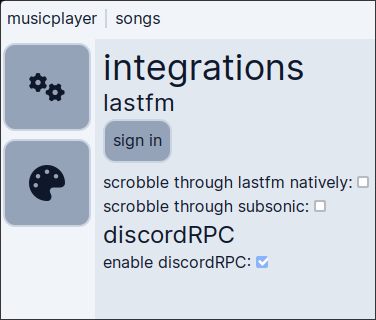 musicplayer songs
integrations
lastfm
sign in
scrobble through lastfm natively:
scrobble through subsonic:
discordRPC
enable discordRPC: